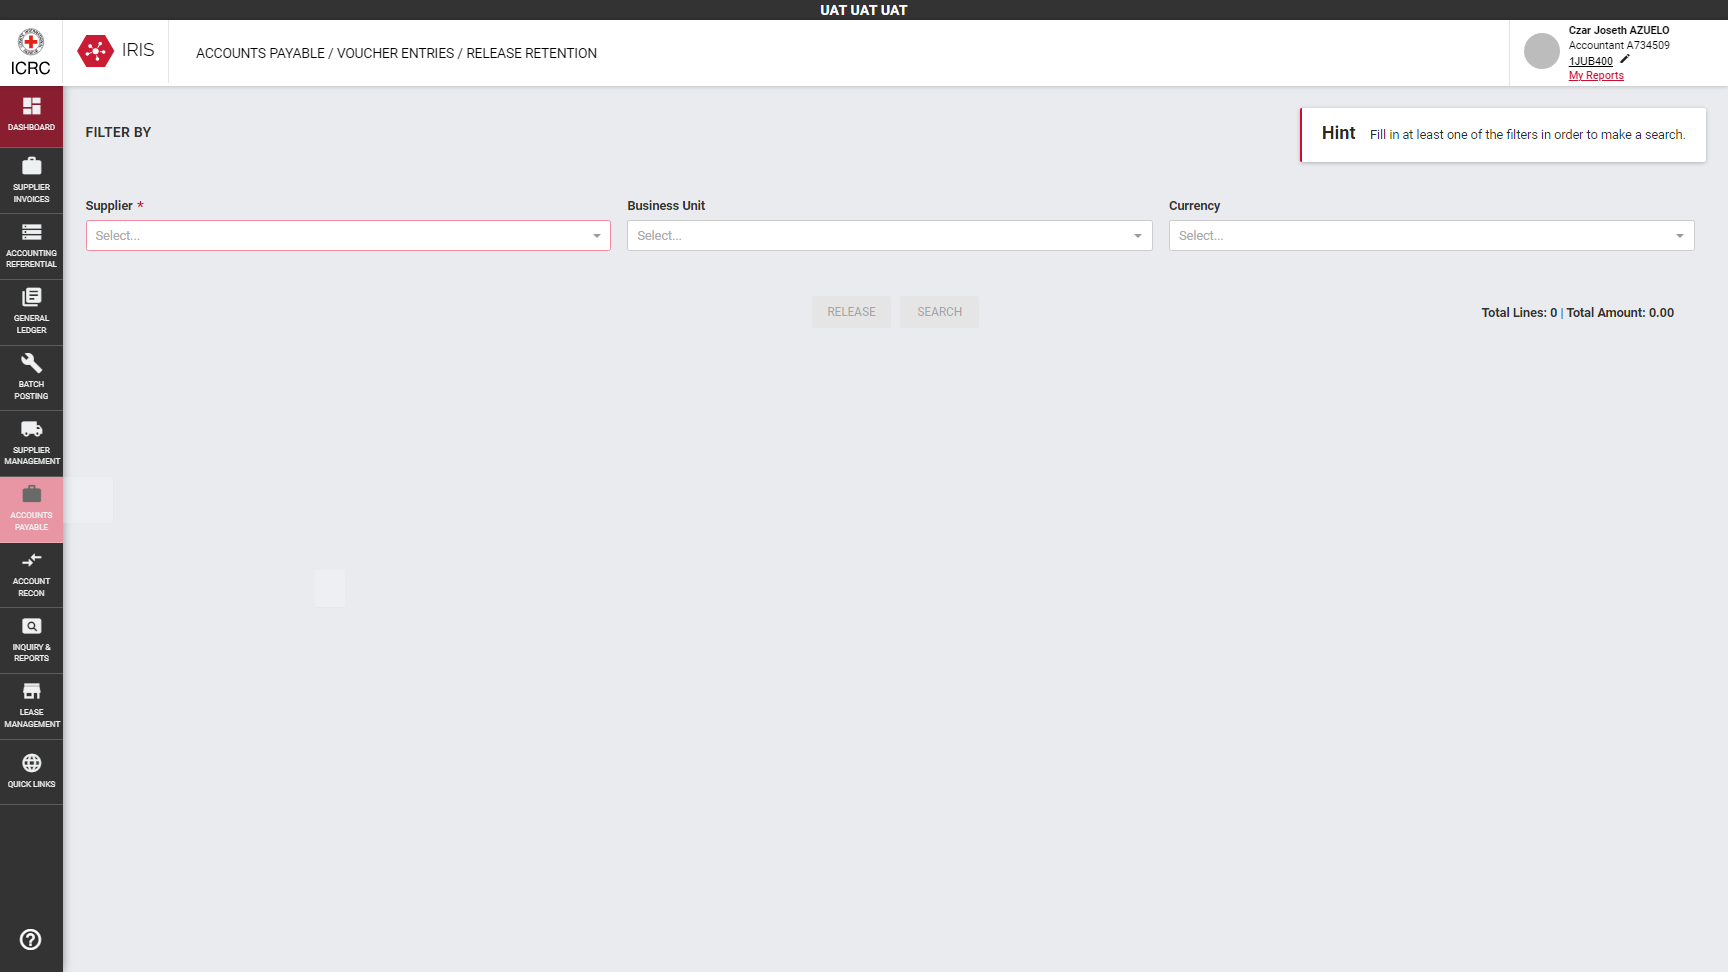 UAT UAT UAT
ICRC
IRIS
ACCOUNTS PAYABLE / VOUCHER ENTRIES / RELEASE RETENTION
Czar Joseth AZUELO
Accountant A734509
1JUB400
My Reports
DASHBOARD
SUPPLIER
INVOICES
ACCOUNTING
REFERENTIAL
GENERAL
LEDGER
BATCH
POSTING
SUPPLIER
MANAGEMENT
ACCOUNTS
PAYABLE
ACCOUNT
RECON
INQUIRY &
REPORTS
LEASE
MANAGEMENT
QUICK LINKS
FILTER BY
Hint Fill in at least one of the filters in order to make a search.
Supplier * Business Unit Currency
Select... Select... Select...
RELEASE SEARCH Total Lines: 0 | Total Amount: 0.00